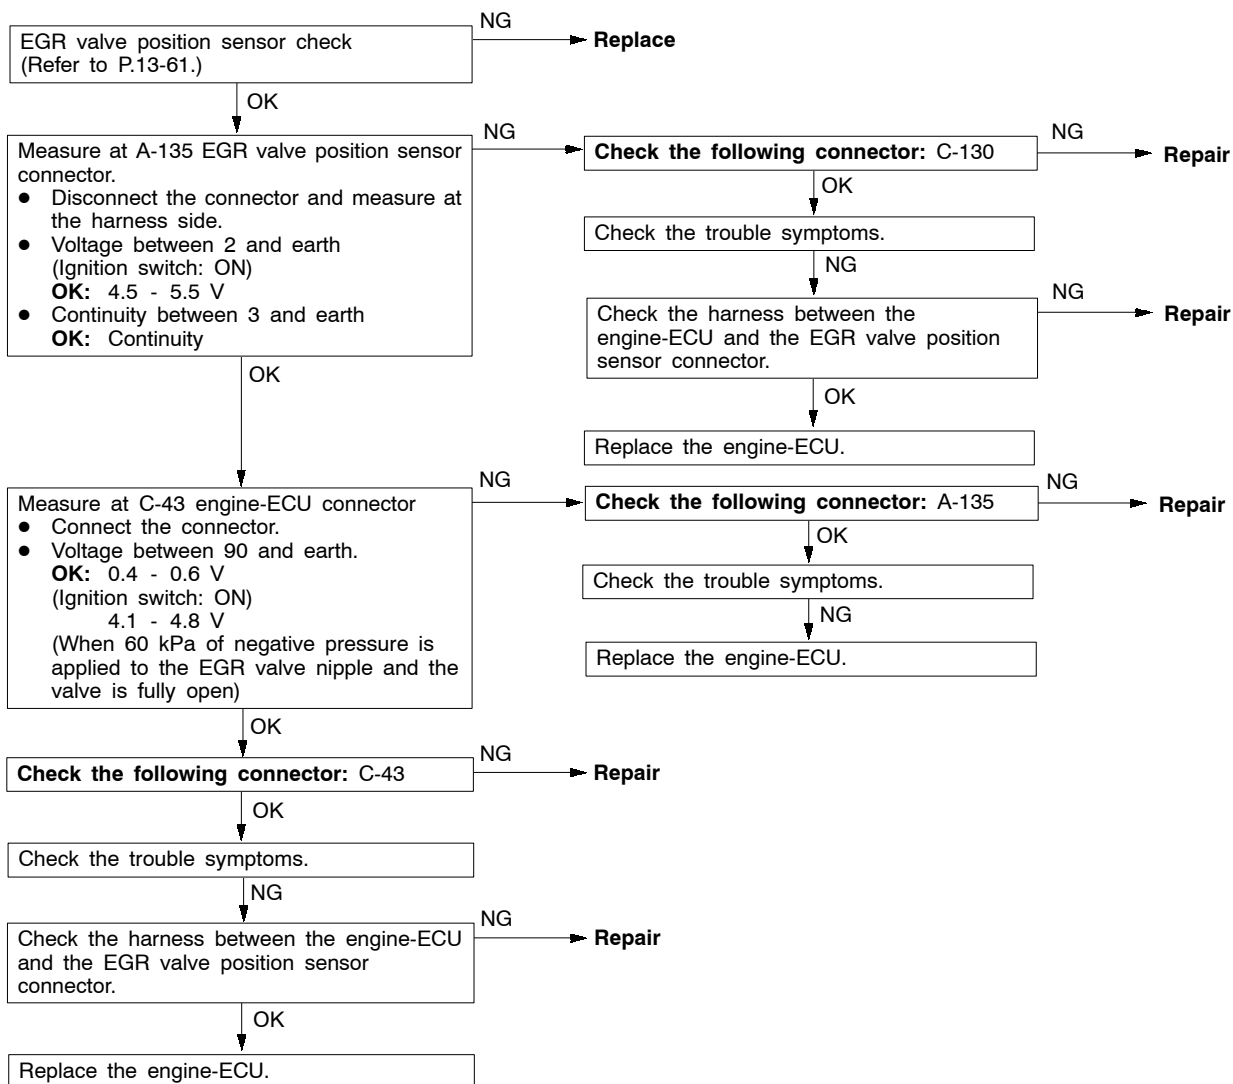 EGR valve position sensor check
(Refer to P.13-61.)
NG
Replace
OK
Measure at A-135 EGR valve position sensor
connector.
● Disconnect the connector and measure at
the harness side.
● Voltage between 2 and earth
(Ignition switch: ON)
OK: 4.5 - 5.5 V
● Continuity between 3 and earth
OK: Continuity
NG
Check the following connector: C-130
NG
Repair
OK
Check the trouble symptoms.
NG
Check the harness between the
engine-ECU and the EGR valve position
sensor connector.
NG
Repair
OK
Replace the engine-ECU.
OK
Measure at C-43 engine-ECU connector
● Connect the connector.
● Voltage between 90 and earth.
OK: 0.4 - 0.6 V
(Ignition switch: ON)
4.1 - 4.8 V
(When 60 kPa of negative pressure is
applied to the EGR valve nipple and the
valve is fully open)
NG
Check the following connector: A-135
NG
Repair
OK
Check the trouble symptoms.
NG
Replace the engine-ECU.
OK
Check the following connector: C-43
NG
Repair
OK
Check the trouble symptoms.
NG
Check the harness between the engine-ECU
and the EGR valve position sensor
connector.
NG
Repair
OK
Replace the engine-ECU.